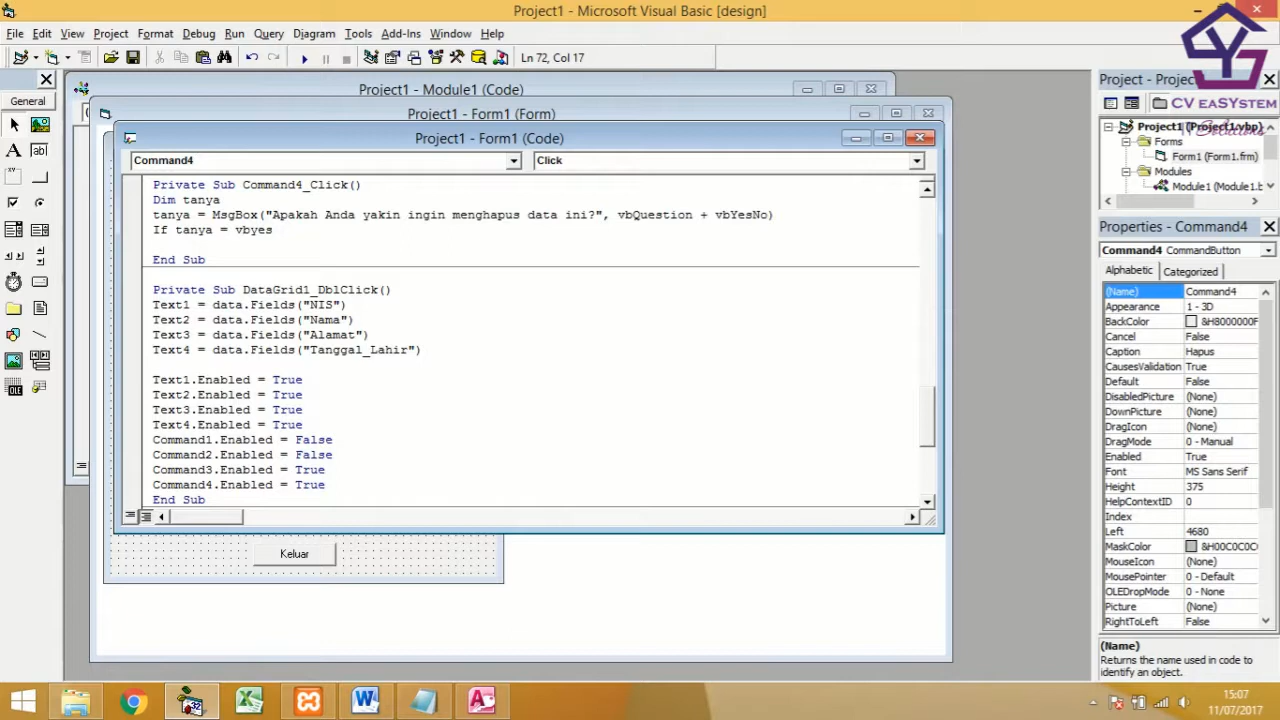 Project1 - Microsoft Visual Basic [design]
File Edit View Project Format Debug Run Query Diagram Tools Add-Ins Window Help
Ln 72, Col 17
General
Project1 - Module1 (Code)
Project1 - Form1 (Form)
Project1 - Form1 (Code)
Command4 Click
Private Sub Command4_Click()
Dim tanya
tanya = MsgBox("Apakah Anda yakin ingin menghapus data ini?", vbQuestion + vbYesNo)
If tanya = vbyes
End Sub
Private Sub DataGrid1_DblClick()
Text1 = data.Fields("NIS")
Text2 = data.Fields("Nama")
Text3 = data.Fields("Alamat")
Text4 = data.Fields("Tanggal_Lahir")
Text1.Enabled = True
Text2.Enabled = True
Text3.Enabled = True
Text4.Enabled = True
Command1.Enabled = False
Command2.Enabled = False
Command3.Enabled = True
Command4.Enabled = True
End Sub
Keluar
Project - Projec
CV eaSystem
Project1 (Project1.vbp)
Forms
Form1 (Form1.frm)
Modules
Module1 (Module1.b
Properties - Command4
Command4 CommandButton
Alphabetic Categorized
(Name) Command4
Appearance 1 - 3D
BackColor &H8000000F
Cancel False
Caption Hapus
CausesValidation True
Default False
DisabledPicture (None)
DownPicture (None)
DragIcon (None)
DragMode 0 - Manual
Enabled True
Font MS Sans Serif
Height 375
HelpContextID 0
Index
Left 4680
MaskColor &H00C0C0C
MouseIcon (None)
MousePointer 0 - Default
OLEDropMode 0 - None
Picture (None)
RightToLeft False
(Name)
Returns the name used in code to
identify an object.
15:07
11/07/2017